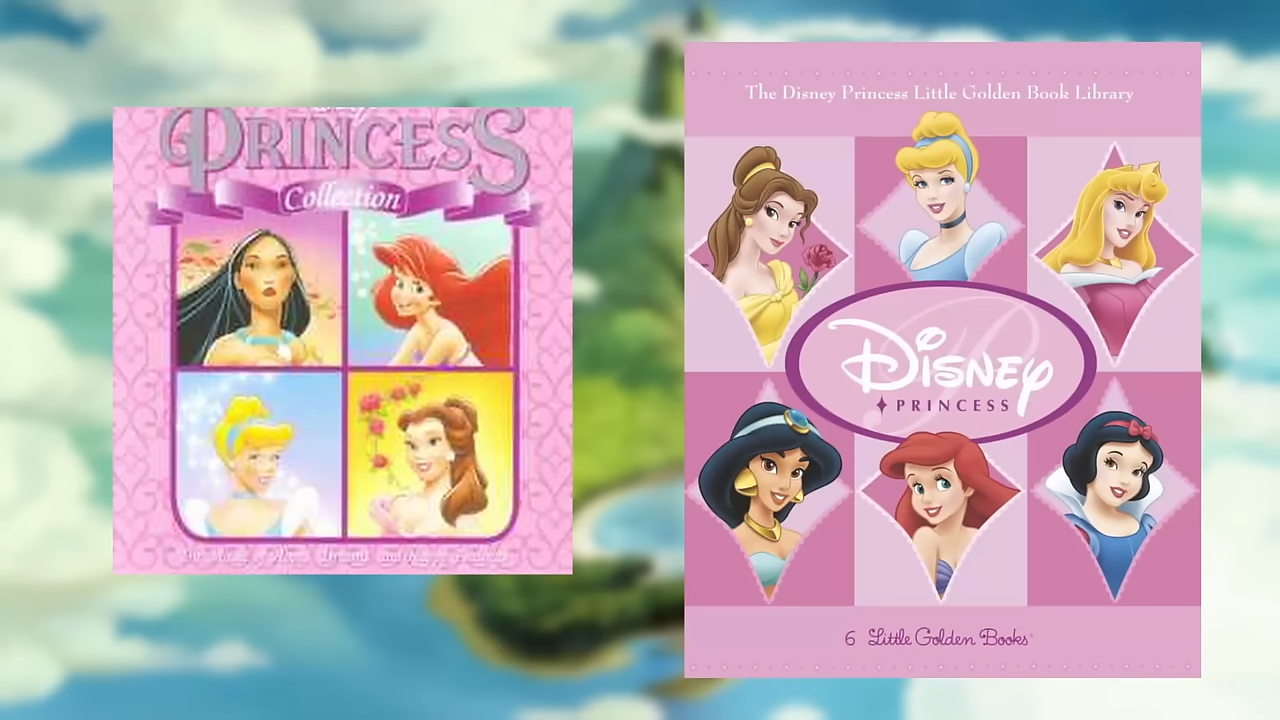 PRINCESS
Collection
The Disney Princess Little Golden Book Library
Disney
PRINCESS
6 Little Golden Books